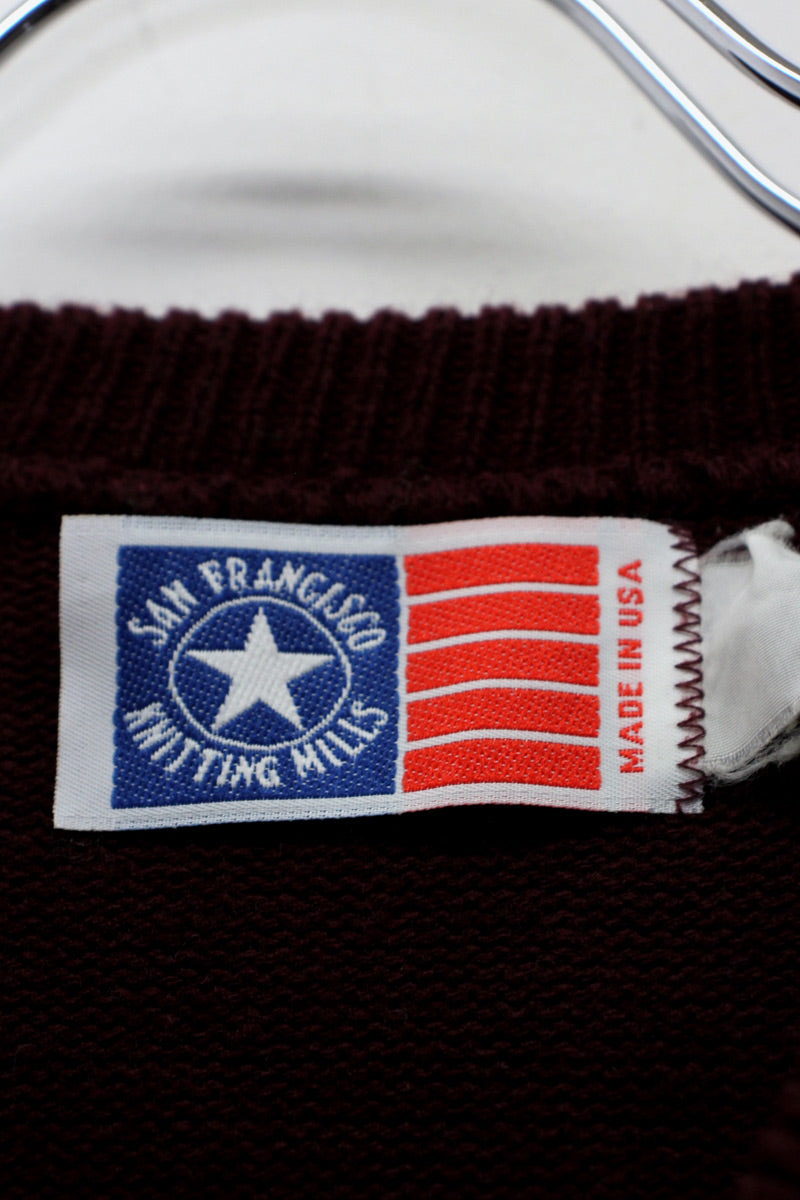 SAN FRANCISCO
KNITTING MILLS
MADE IN USA